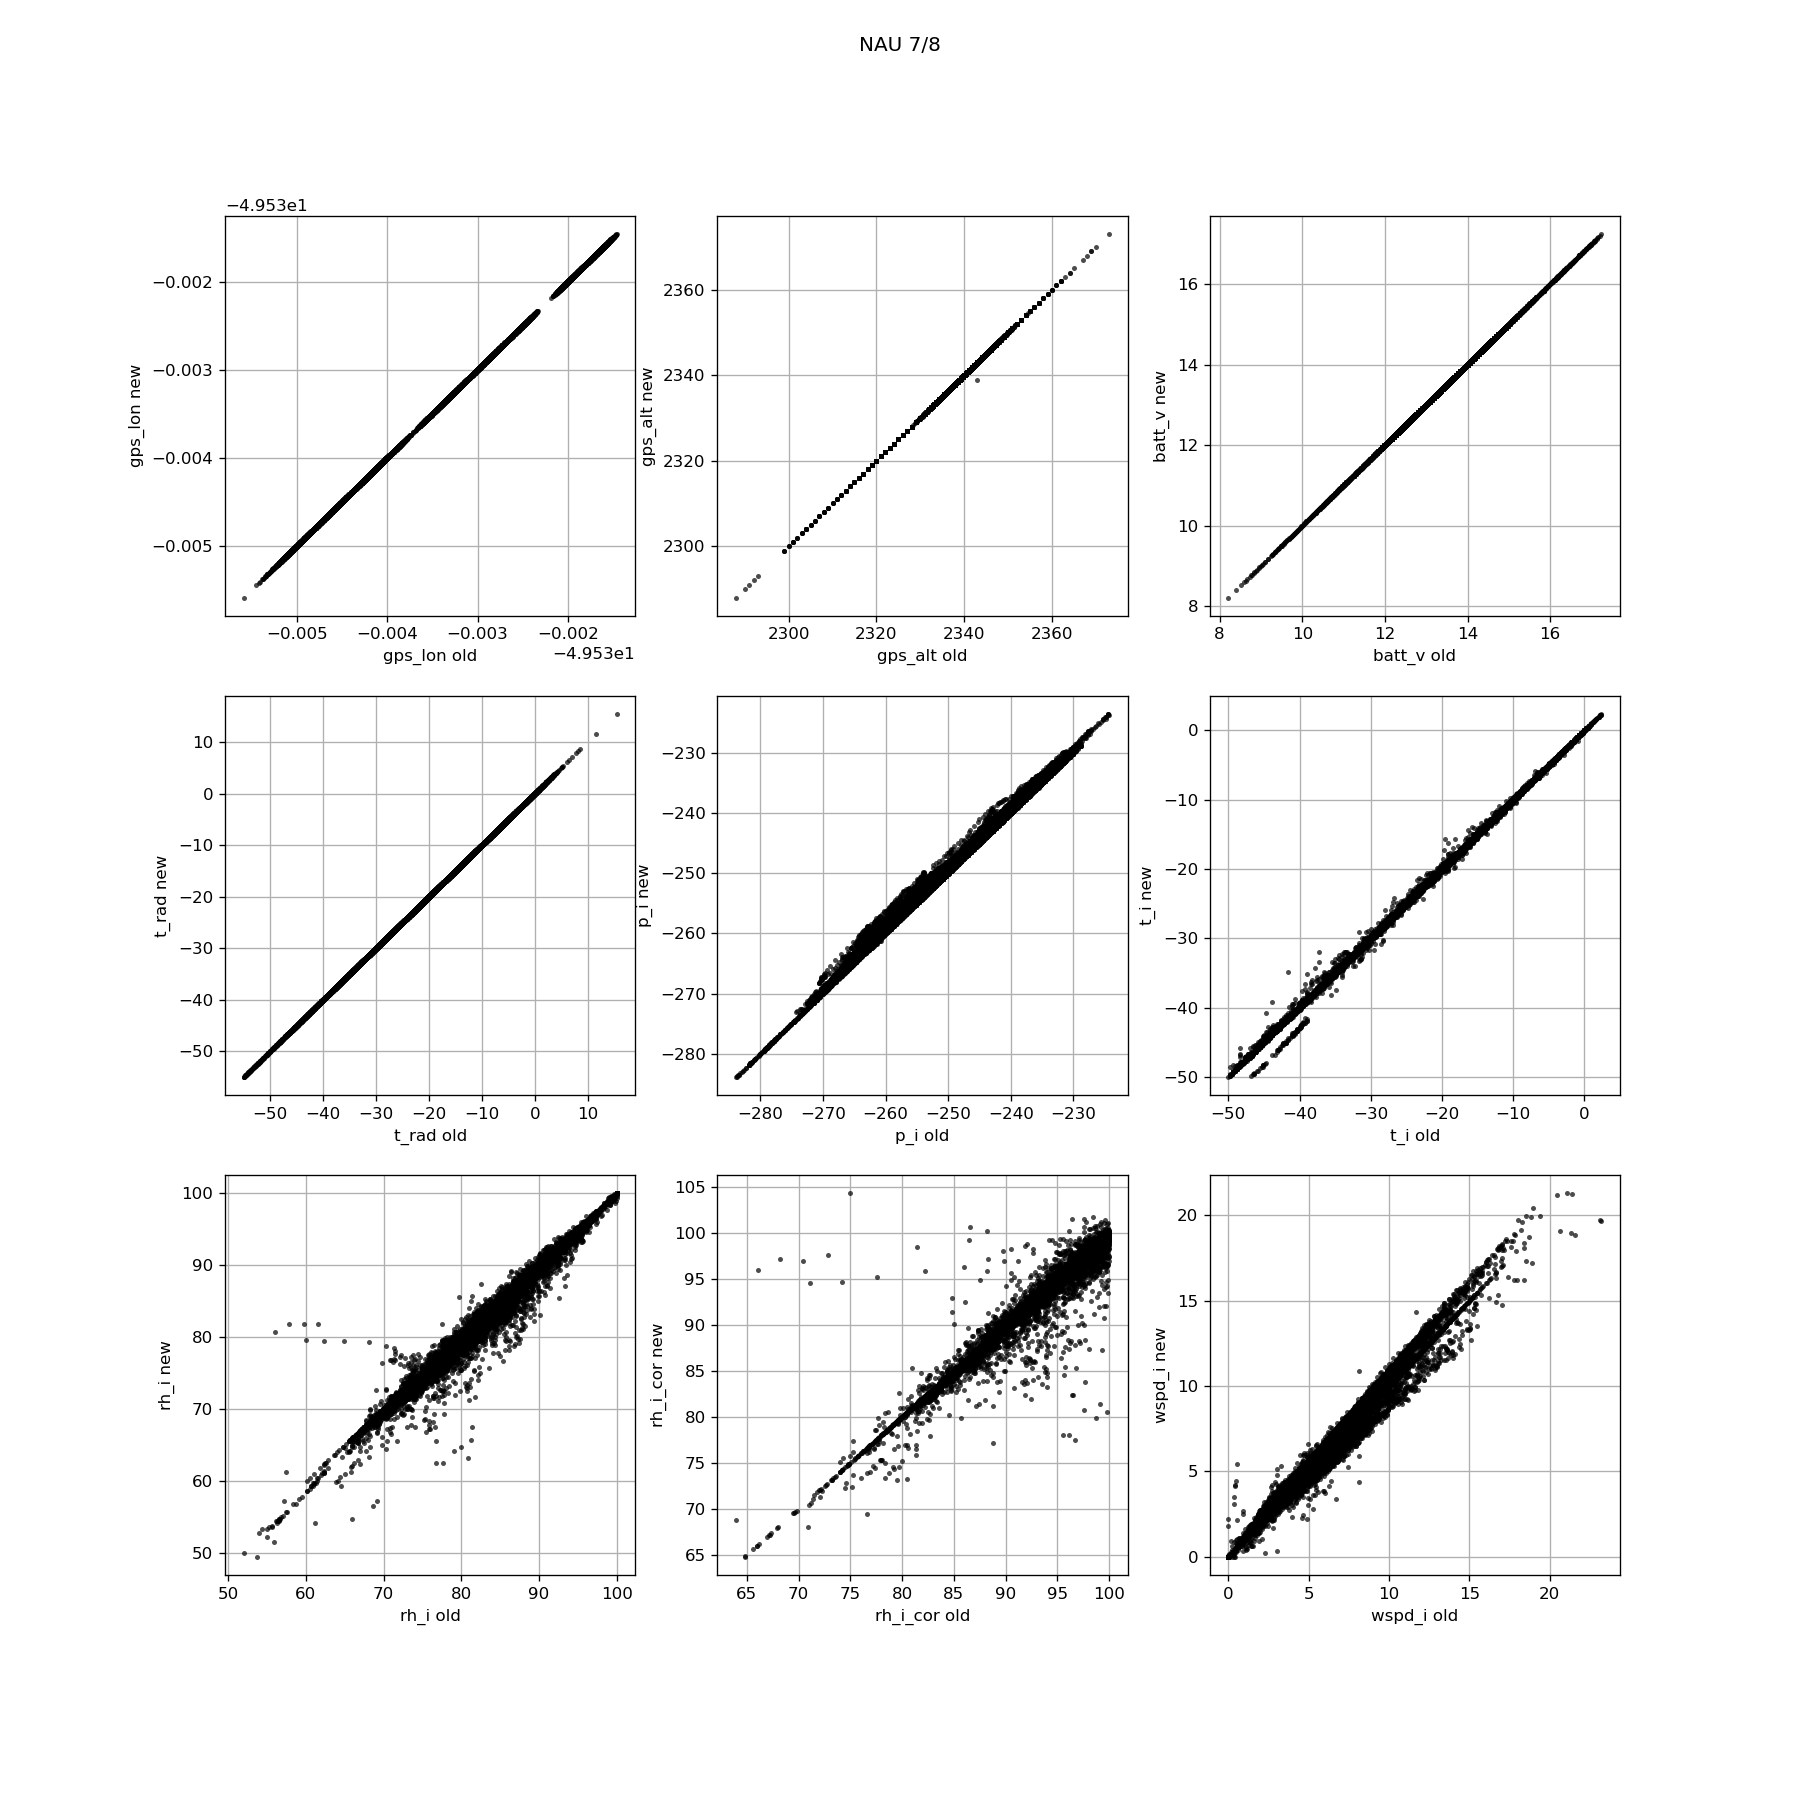 NAU 7/8
−4.953e1
−0.002
−0.003
−0.004
−0.005
gps_lon new
−0.005 −0.004 −0.003 −0.002
gps_lon old
−4.953e1
2360
2340
2320
2300
gps_alt new
2300 2320 2340 2360
gps_alt old
16
14
12
10
8
batt_v new
8 10 12 14 16
batt_v old
10
0
−10
−20
−30
−40
−50
t_rad new
−50 −40 −30 −20 −10 0 10
t_rad old
−230
−240
−250
−260
−270
−280
p_i new
−280 −270 −260 −250 −240 −230
p_i old
0
−10
−20
−30
−40
−50
t_i new
−50 −40 −30 −20 −10 0
t_i old
100
90
80
70
60
50
rh_i new
50 60 70 80 90 100
rh_i old
105
100
95
90
85
80
75
70
65
rh_i_cor new
65 70 75 80 85 90 95 100
rh_i_cor old
20
15
10
5
0
wspd_i new
0 5 10 15 20
wspd_i old